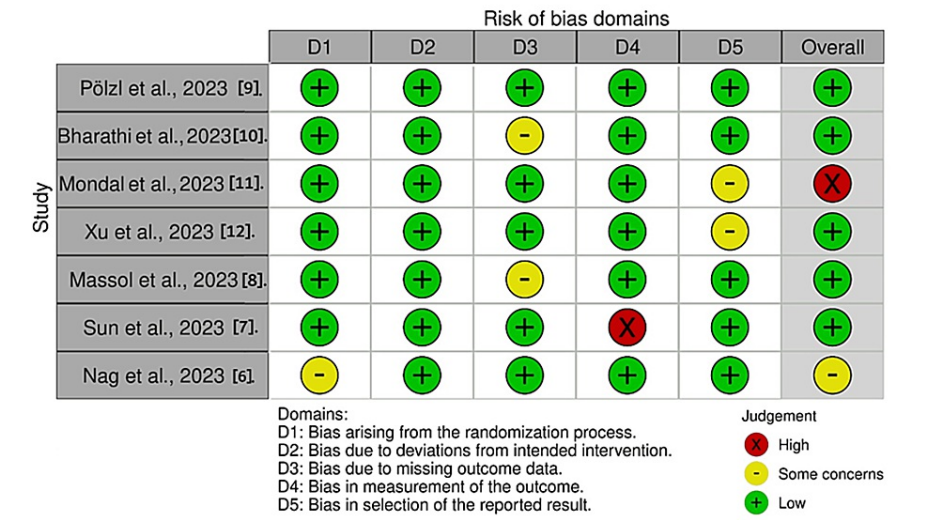 Risk of bias domains
D1 D2 D3 D4 D5 Overall
Study
Pölzl et al., 2023 [9]. + + + + + +
Bharathi et al., 2023[10]. + + - + + +
Mondal et al., 2023 [11]. + + + + - X
Xu et al., 2023 [12]. + + + + - +
Massol et al., 2023 [8]. + + - + + +
Sun et al., 2023 [7]. + + + X + +
Nag et al., 2023 [6]. - + + + + -
Domains:
D1: Bias arising from the randomization process.
D2: Bias due to deviations from intended intervention.
D3: Bias due to missing outcome data.
D4: Bias in measurement of the outcome.
D5: Bias in selection of the reported result.
Judgement
X High
- Some concerns
+ Low